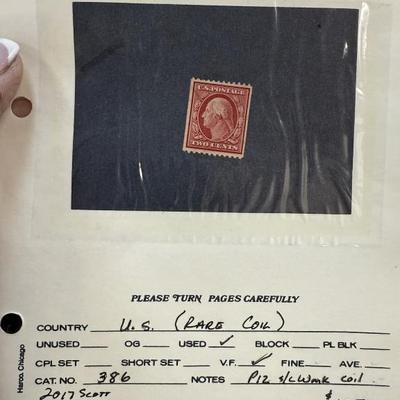 U.S. POSTAGE
TWO CENTS
PLEASE TURN PAGES CAREFULLY
COUNTRY U.S. (RARE COIL)
UNUSED OG USED ✓ BLOCK PL BLK
CPL SET SHORT SET V.F. ✓ FINE AVE.
CAT. NO. 386 NOTES P12 S/L Wmk coil
2017 SCOTT $
Harco, Chicago